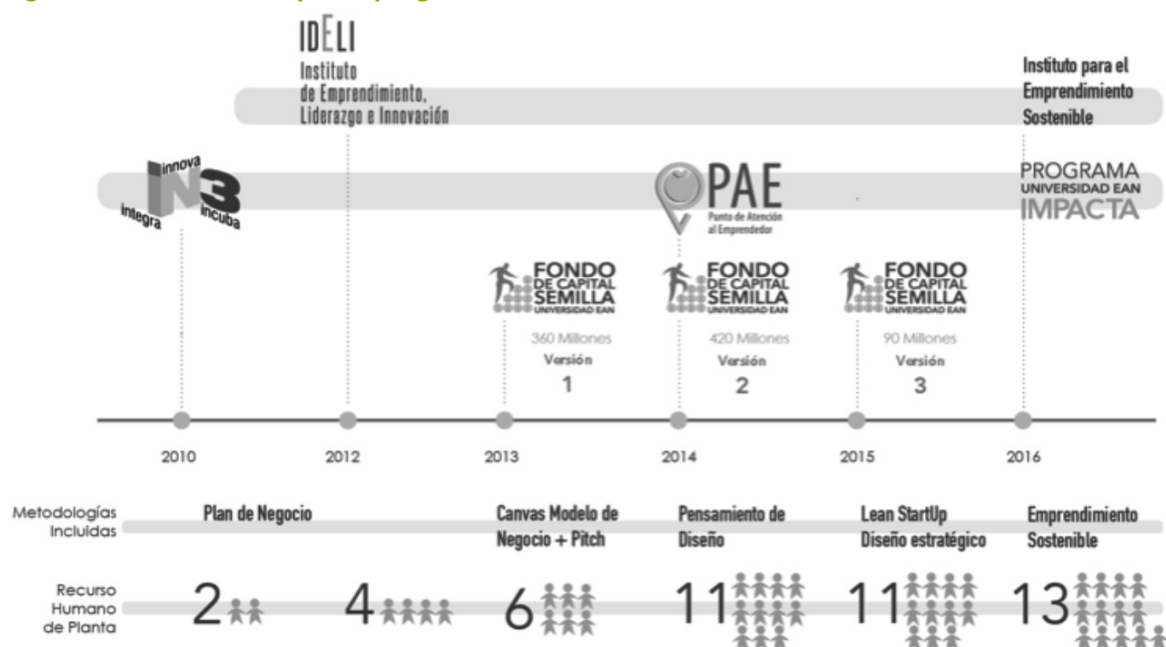 IDELI
Instituto
de Emprendimiento,
Liderazgo e Innovación
Instituto para el
Emprendimiento
Sostenible
innova
iN3
integra
incuba
PAE
Punto de Atención
al Emprendedor
PROGRAMA
UNIVERSIDAD EAN
IMPACTA
FONDO
DE CAPITAL
SEMILLA
UNIVERSIDAD EAN
360 Millones
Versión
1
FONDO
DE CAPITAL
SEMILLA
UNIVERSIDAD EAN
420 Millones
Versión
2
FONDO
DE CAPITAL
SEMILLA
UNIVERSIDAD EAN
90 Millones
Versión
3
2010 2012 2013 2014 2015 2016
Metodologías
Incluidas
Plan de Negocio
Canvas Modelo de
Negocio + Pitch
Pensamiento de
Diseño
Lean StartUp
Diseño estratégico
Emprendimiento
Sostenible
Recurso
Humano
de Planta
2 4 6 11 11 13